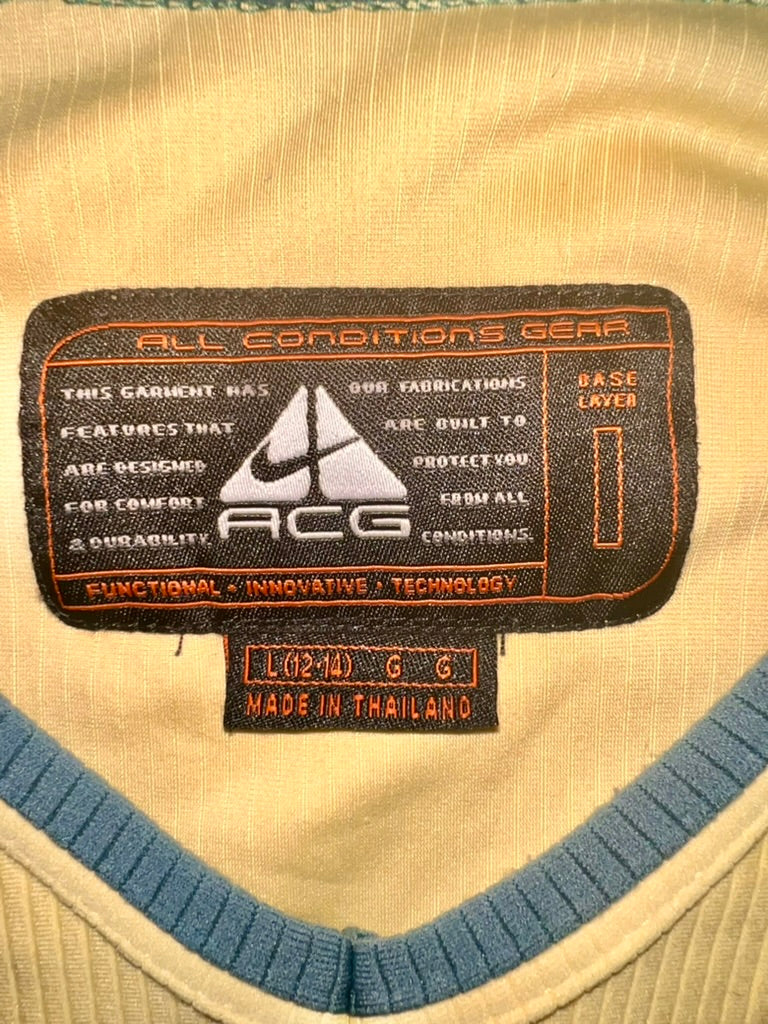 ALL CONDITIONS GEAR
THIS GARMENT HAS
FEATURES THAT
ARE DESIGNED
FOR COMFORT
& DURABILITY
ACG
OUR FABRICATIONS
ARE BUILT TO
PROTECT YOU
FROM ALL
CONDITIONS.
BASE
LAYER
FUNCTIONAL • INNOVATIVE • TECHNOLOGY
L(12-14) G G
MADE IN THAILAND